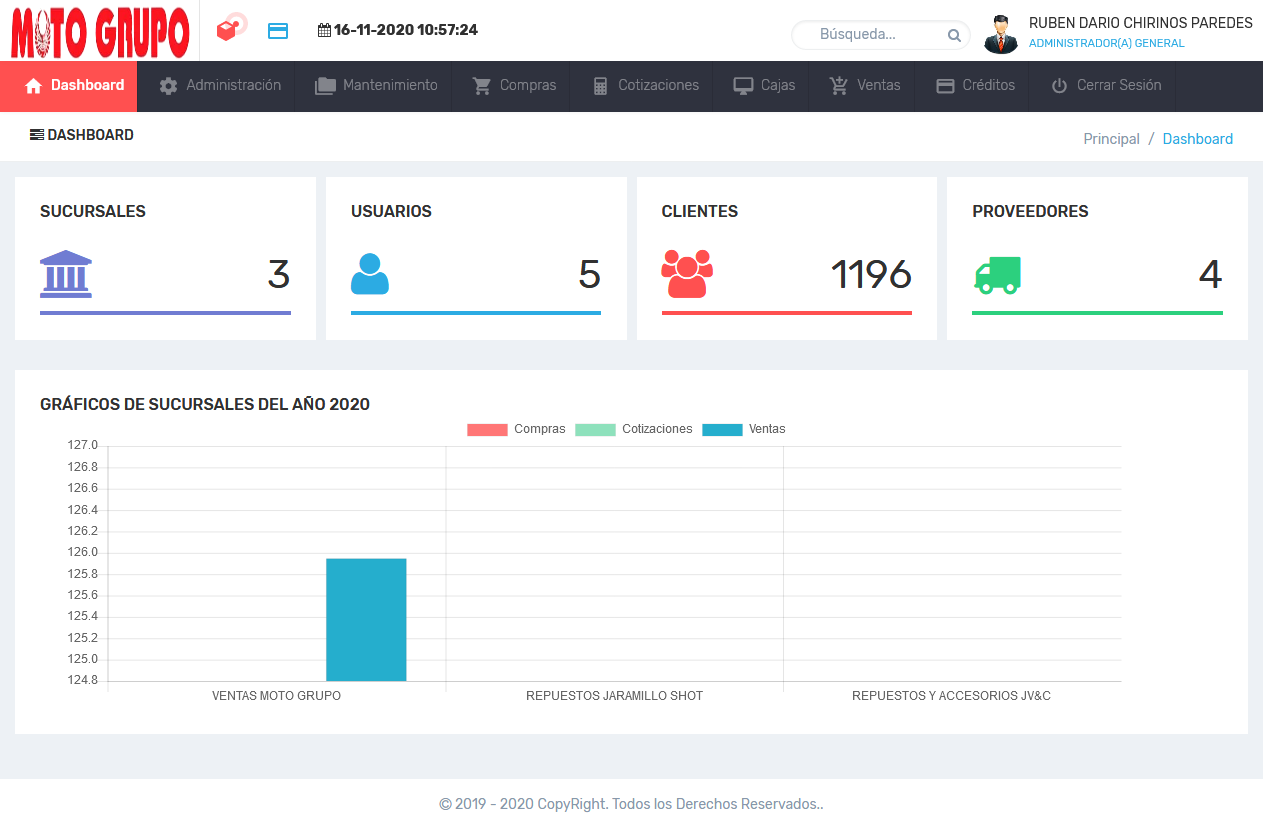 MOTO GRUPO
16-11-2020 10:57:24
Búsqueda...
RUBEN DARIO CHIRINOS PAREDES
ADMINISTRADOR(A) GENERAL
Dashboard Administración Mantenimiento Compras Cotizaciones Cajas Ventas Créditos Cerrar Sesión
DASHBOARD
Principal / Dashboard
SUCURSALES
3
USUARIOS
5
CLIENTES
1196
PROVEEDORES
4
GRÁFICOS DE SUCURSALES DEL AÑO 2020
Compras Cotizaciones Ventas
127.0
126.8
126.6
126.4
126.2
126.0
125.8
125.6
125.4
125.2
125.0
124.8
VENTAS MOTO GRUPO REPUESTOS JARAMILLO SHOT REPUESTOS Y ACCESORIOS JV&C
© 2019 - 2020 CopyRight. Todos los Derechos Reservados..